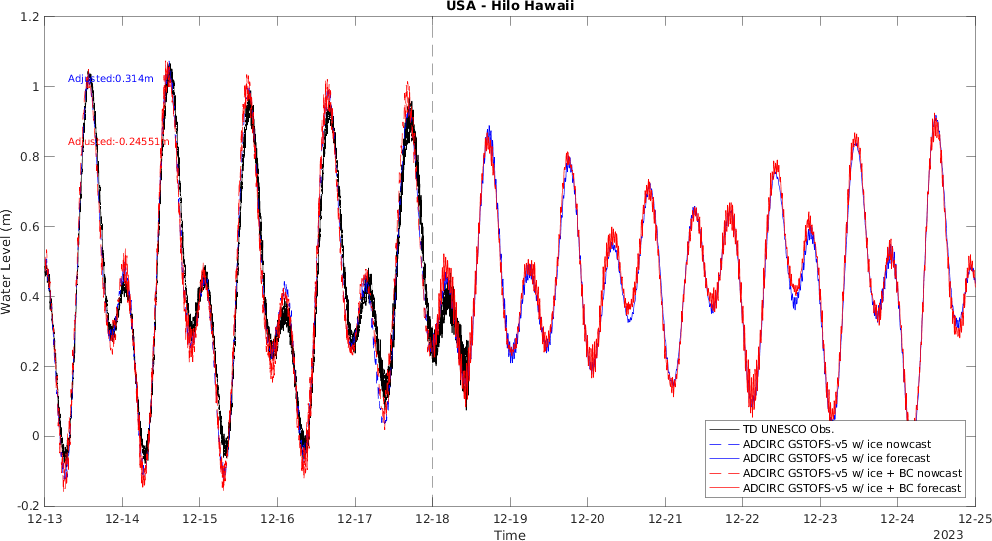 USA - Hilo Hawaii
1.2
1
0.8
0.6
0.4
0.2
0
-0.2
Water Level (m)
Adjusted:0.314m
Adjusted:-0.24551m
TD UNESCO Obs.
ADCIRC GSTOFS-v5 w/ ice nowcast
ADCIRC GSTOFS-v5 w/ ice forecast
ADCIRC GSTOFS-v5 w/ ice + BC nowcast
ADCIRC GSTOFS-v5 w/ ice + BC forecast
12-13 12-14 12-15 12-16 12-17 12-18 12-19 12-20 12-21 12-22 12-23 12-24 12-25
Time
2023